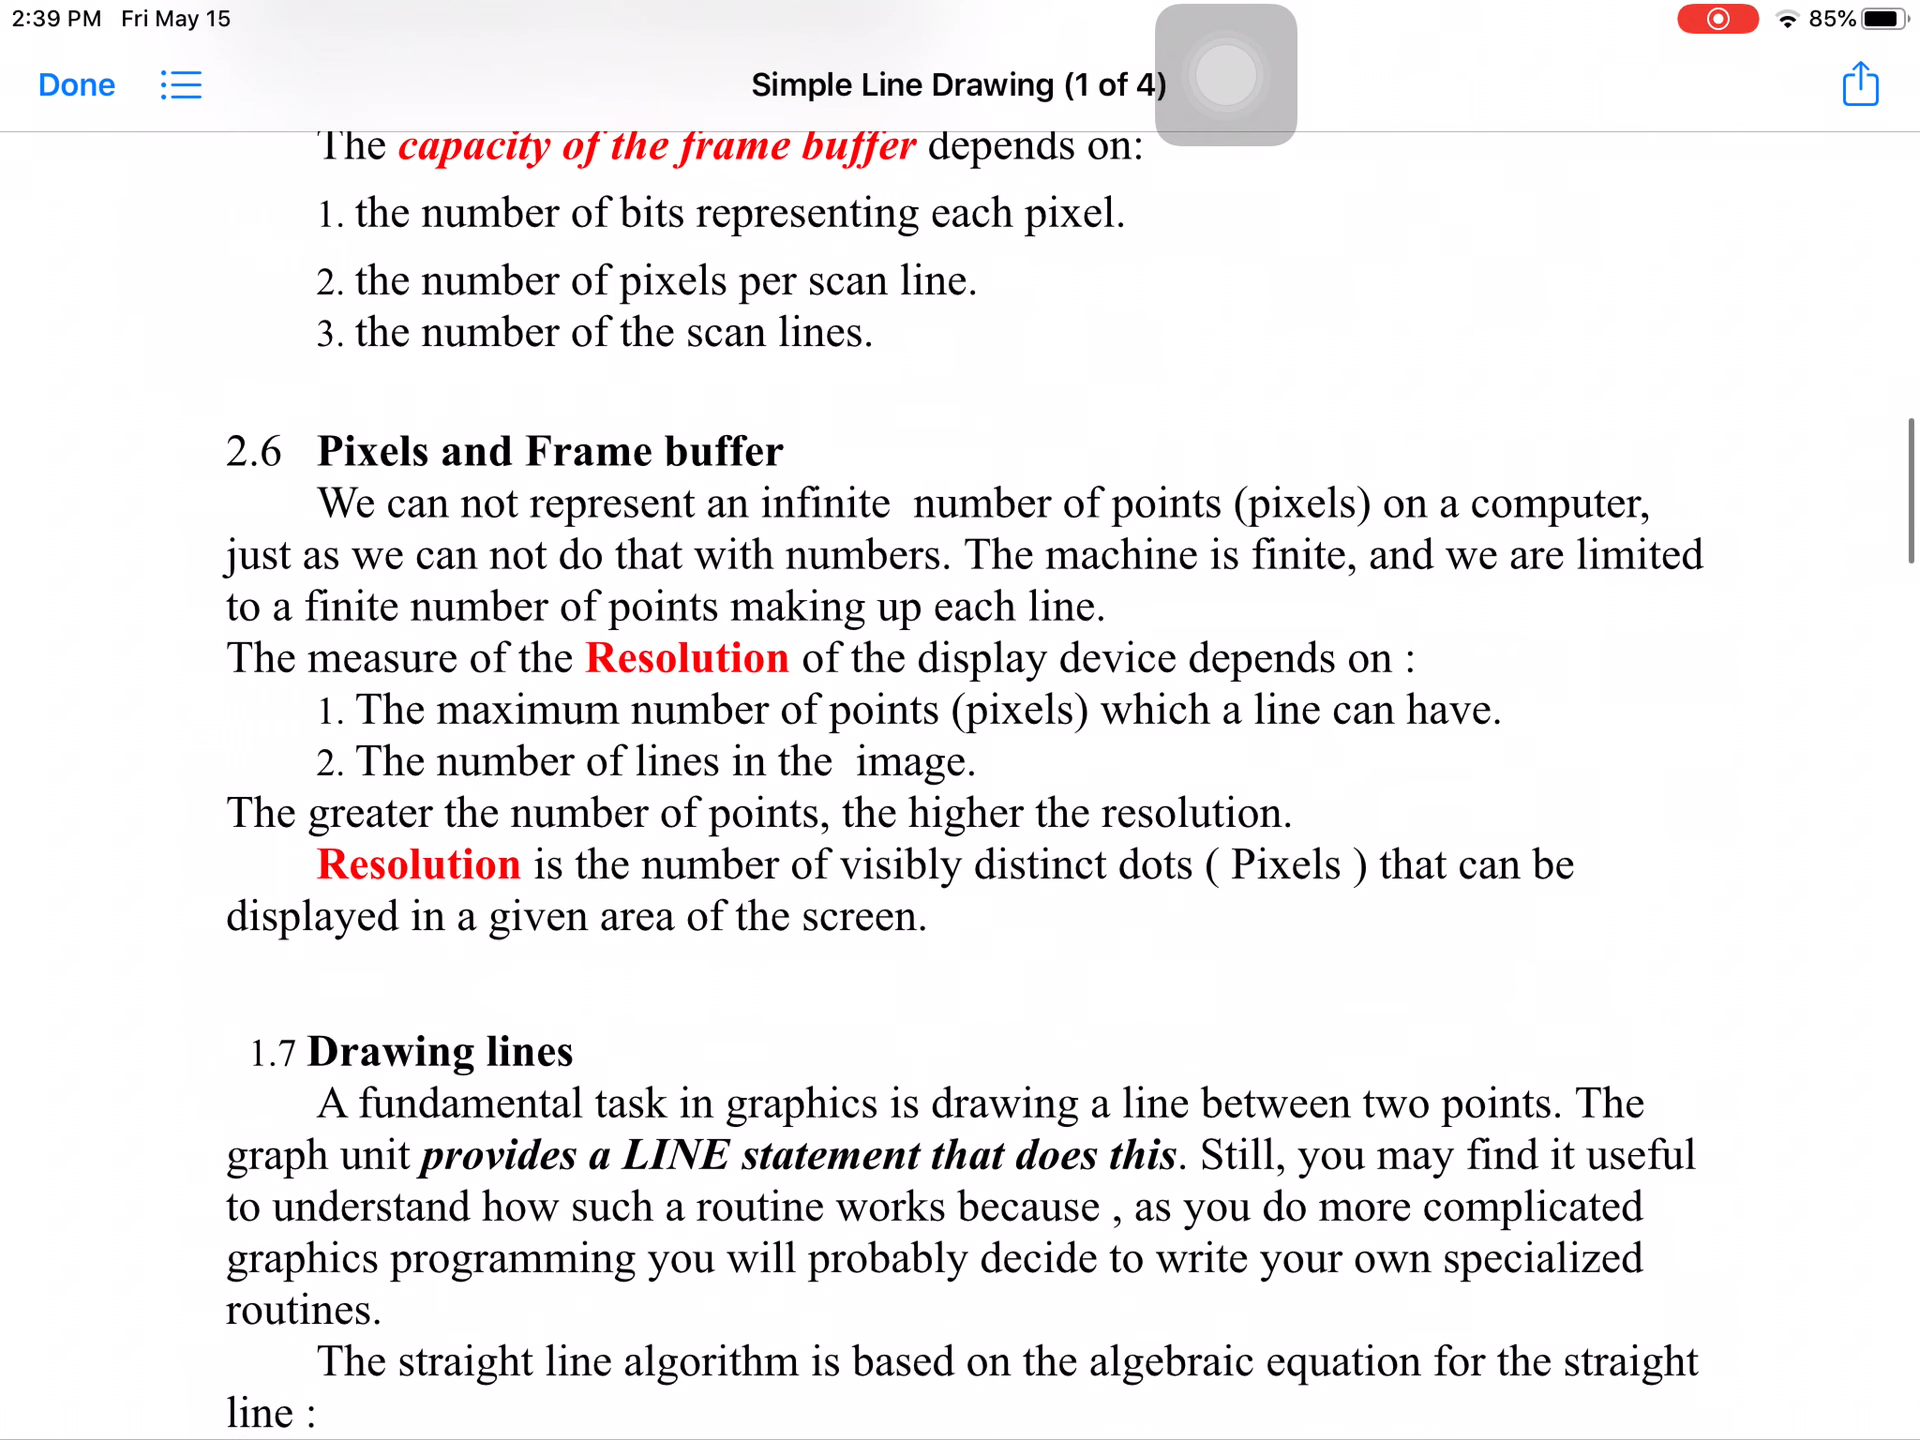 2:39 PM Fri May 15
85%
Done
Simple Line Drawing (1 of 4)
The capacity of the frame buffer depends on:
1. the number of bits representing each pixel.
2. the number of pixels per scan line.
3. the number of the scan lines.
2.6 Pixels and Frame buffer
We can not represent an infinite number of points (pixels) on a computer,
just as we can not do that with numbers. The machine is finite, and we are limited
to a finite number of points making up each line.
The measure of the Resolution of the display device depends on :
1. The maximum number of points (pixels) which a line can have.
2. The number of lines in the image.
The greater the number of points, the higher the resolution.
Resolution is the number of visibly distinct dots ( Pixels ) that can be
displayed in a given area of the screen.
1.7 Drawing lines
A fundamental task in graphics is drawing a line between two points. The
graph unit provides a LINE statement that does this. Still, you may find it useful
to understand how such a routine works because , as you do more complicated
graphics programming you will probably decide to write your own specialized
routines.
The straight line algorithm is based on the algebraic equation for the straight
line :